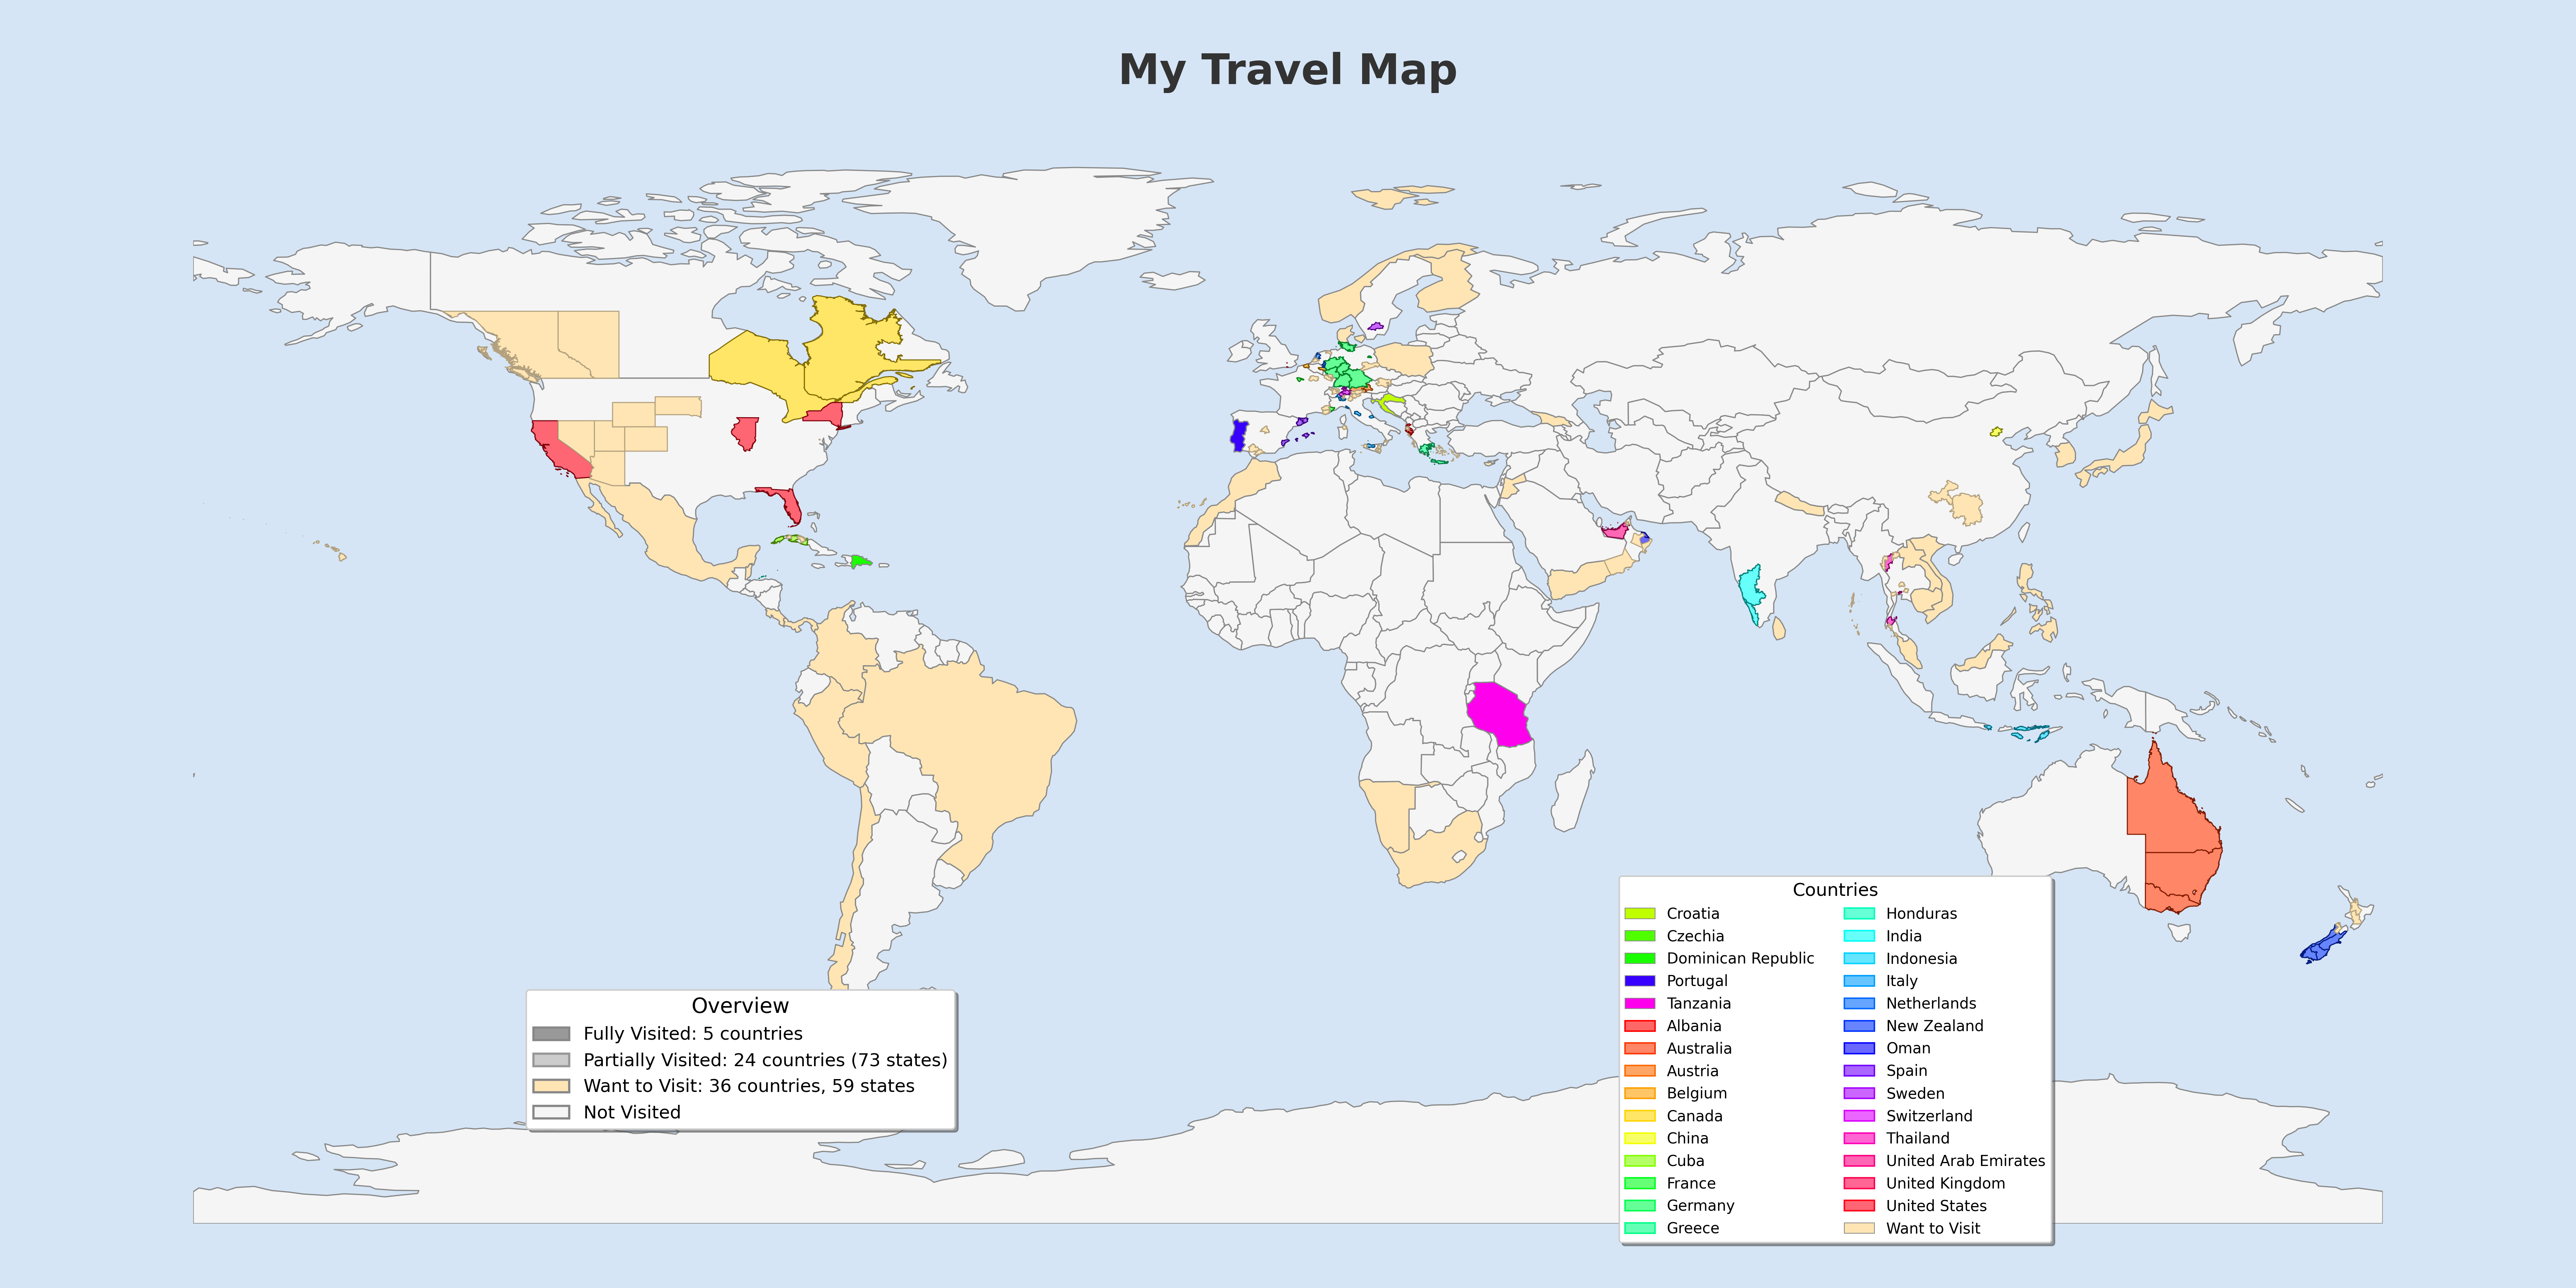 My Travel Map
Overview
Fully Visited: 5 countries
Partially Visited: 24 countries (73 states)
Want to Visit: 36 countries, 59 states
Not Visited
Countries
Croatia
Czechia
Dominican Republic
Portugal
Tanzania
Albania
Australia
Austria
Belgium
Canada
China
Cuba
France
Germany
Greece
Honduras
India
Indonesia
Italy
Netherlands
New Zealand
Oman
Spain
Sweden
Switzerland
Thailand
United Arab Emirates
United Kingdom
United States
Want to Visit